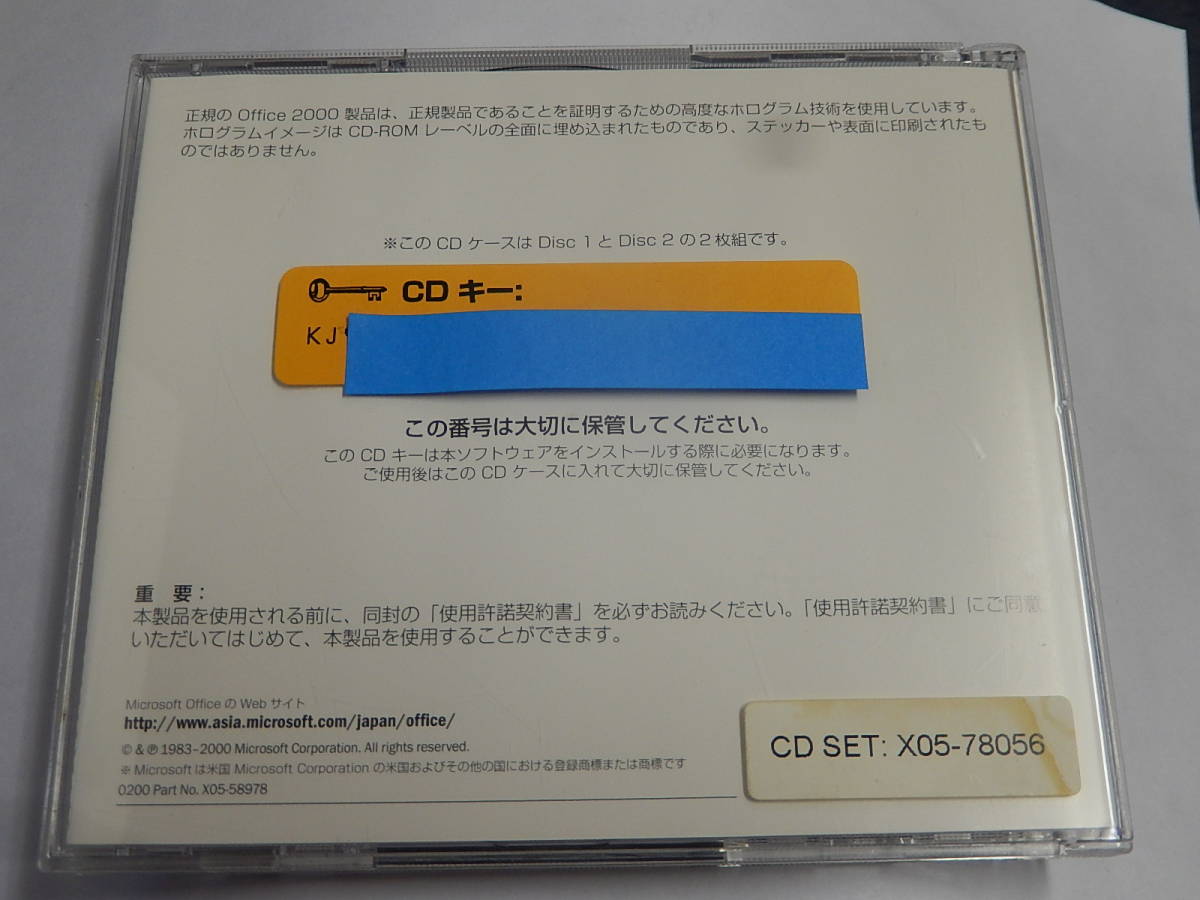 正規の Office 2000 製品は、正規製品であることを証明するための高度なホログラム技術を使用しています。
ホログラムイメージは CD-ROM レーベルの全面に埋め込まれたものであり、ステッカーや表面に印刷されたも
のではありません。
※この CD ケースは Disc 1 と Disc 2 の2枚組です。
CD キー:
KJ
この番号は大切に保管してください。
この CD キーは本ソフトウェアをインストールする際に必要になります。
ご使用後はこの CD ケースに入れて大切に保管してください。
重 要：
本製品を使用される前に、同封の「使用許諾契約書」を必ずお読みください。「使用許諾契約書」にご同意
いただいてはじめて、本製品を使用することができます。
Microsoft Office の Web サイト
http://www.asia.microsoft.com/japan/office/
© & ℗ 1983-2000 Microsoft Corporation. All rights reserved.
※ Microsoft は米国 Microsoft Corporation の米国およびその他の国における登録商標または商標です
0200 Part No. X05-58978
CD SET: X05-78056